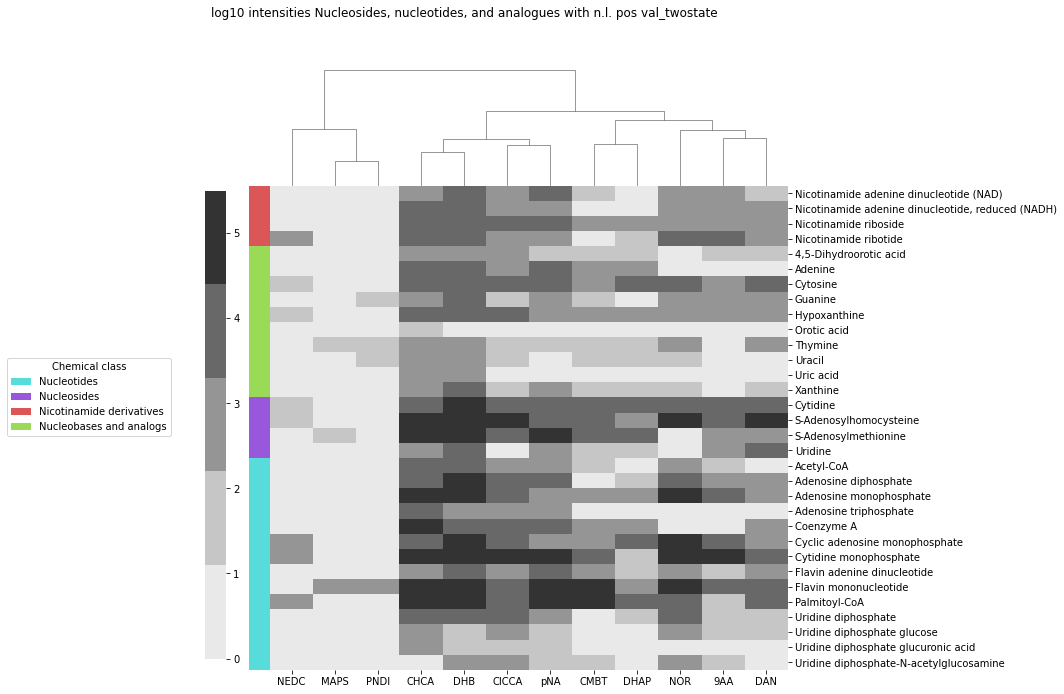 log10 intensities Nucleosides, nucleotides, and analogues with n.l. pos val_twostate
5
4
3
2
1
0
Chemical class
Nucleotides
Nucleosides
Nicotinamide derivatives
Nucleobases and analogs
Nicotinamide adenine dinucleotide (NAD)
Nicotinamide adenine dinucleotide, reduced (NADH)
Nicotinamide riboside
Nicotinamide ribotide
4,5-Dihydroorotic acid
Adenine
Cytosine
Guanine
Hypoxanthine
Orotic acid
Thymine
Uracil
Uric acid
Xanthine
Cytidine
S-Adenosylhomocysteine
S-Adenosylmethionine
Uridine
Acetyl-CoA
Adenosine diphosphate
Adenosine monophosphate
Adenosine triphosphate
Coenzyme A
Cyclic adenosine monophosphate
Cytidine monophosphate
Flavin adenine dinucleotide
Flavin mononucleotide
Palmitoyl-CoA
Uridine diphosphate
Uridine diphosphate glucose
Uridine diphosphate glucuronic acid
Uridine diphosphate-N-acetylglucosamine
NEDC MAPS PNDI CHCA DHB ClCCA pNA CMBT DHAP NOR 9AA DAN